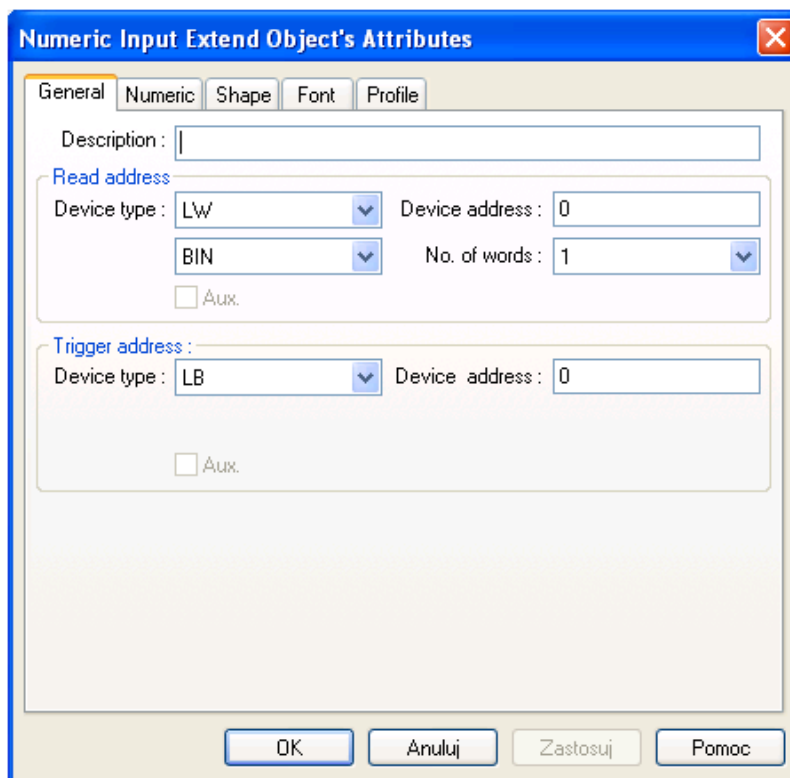 Numeric Input Extend Object's Attributes
General Numeric Shape Font Profile
Description :
Read address
Device type : LW Device address : 0
BIN No. of words : 1
Aux.
Trigger address :
Device type : LB Device address : 0
Aux.
OK Anuluj Zastosuj Pomoc